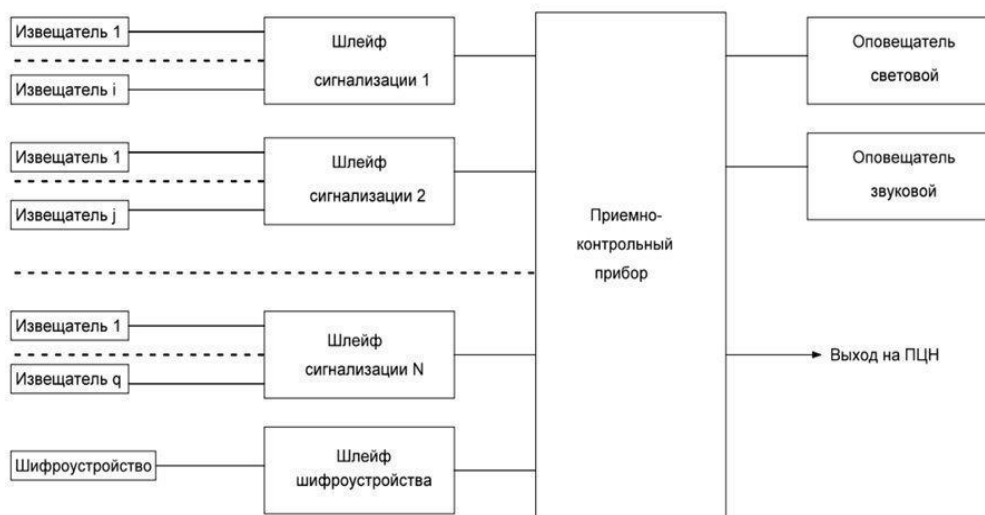 Извещатель 1
Извещатель i
Шлейф
сигнализации 1
Извещатель 1
Извещатель j
Шлейф
сигнализации 2
Извещатель 1
Извещатель q
Шлейф
сигнализации N
Шифроустройство
Шлейф
шифроустройства
Приемно-
контрольный
прибор
Оповещатель
световой
Оповещатель
звуковой
Выход на ПЦН